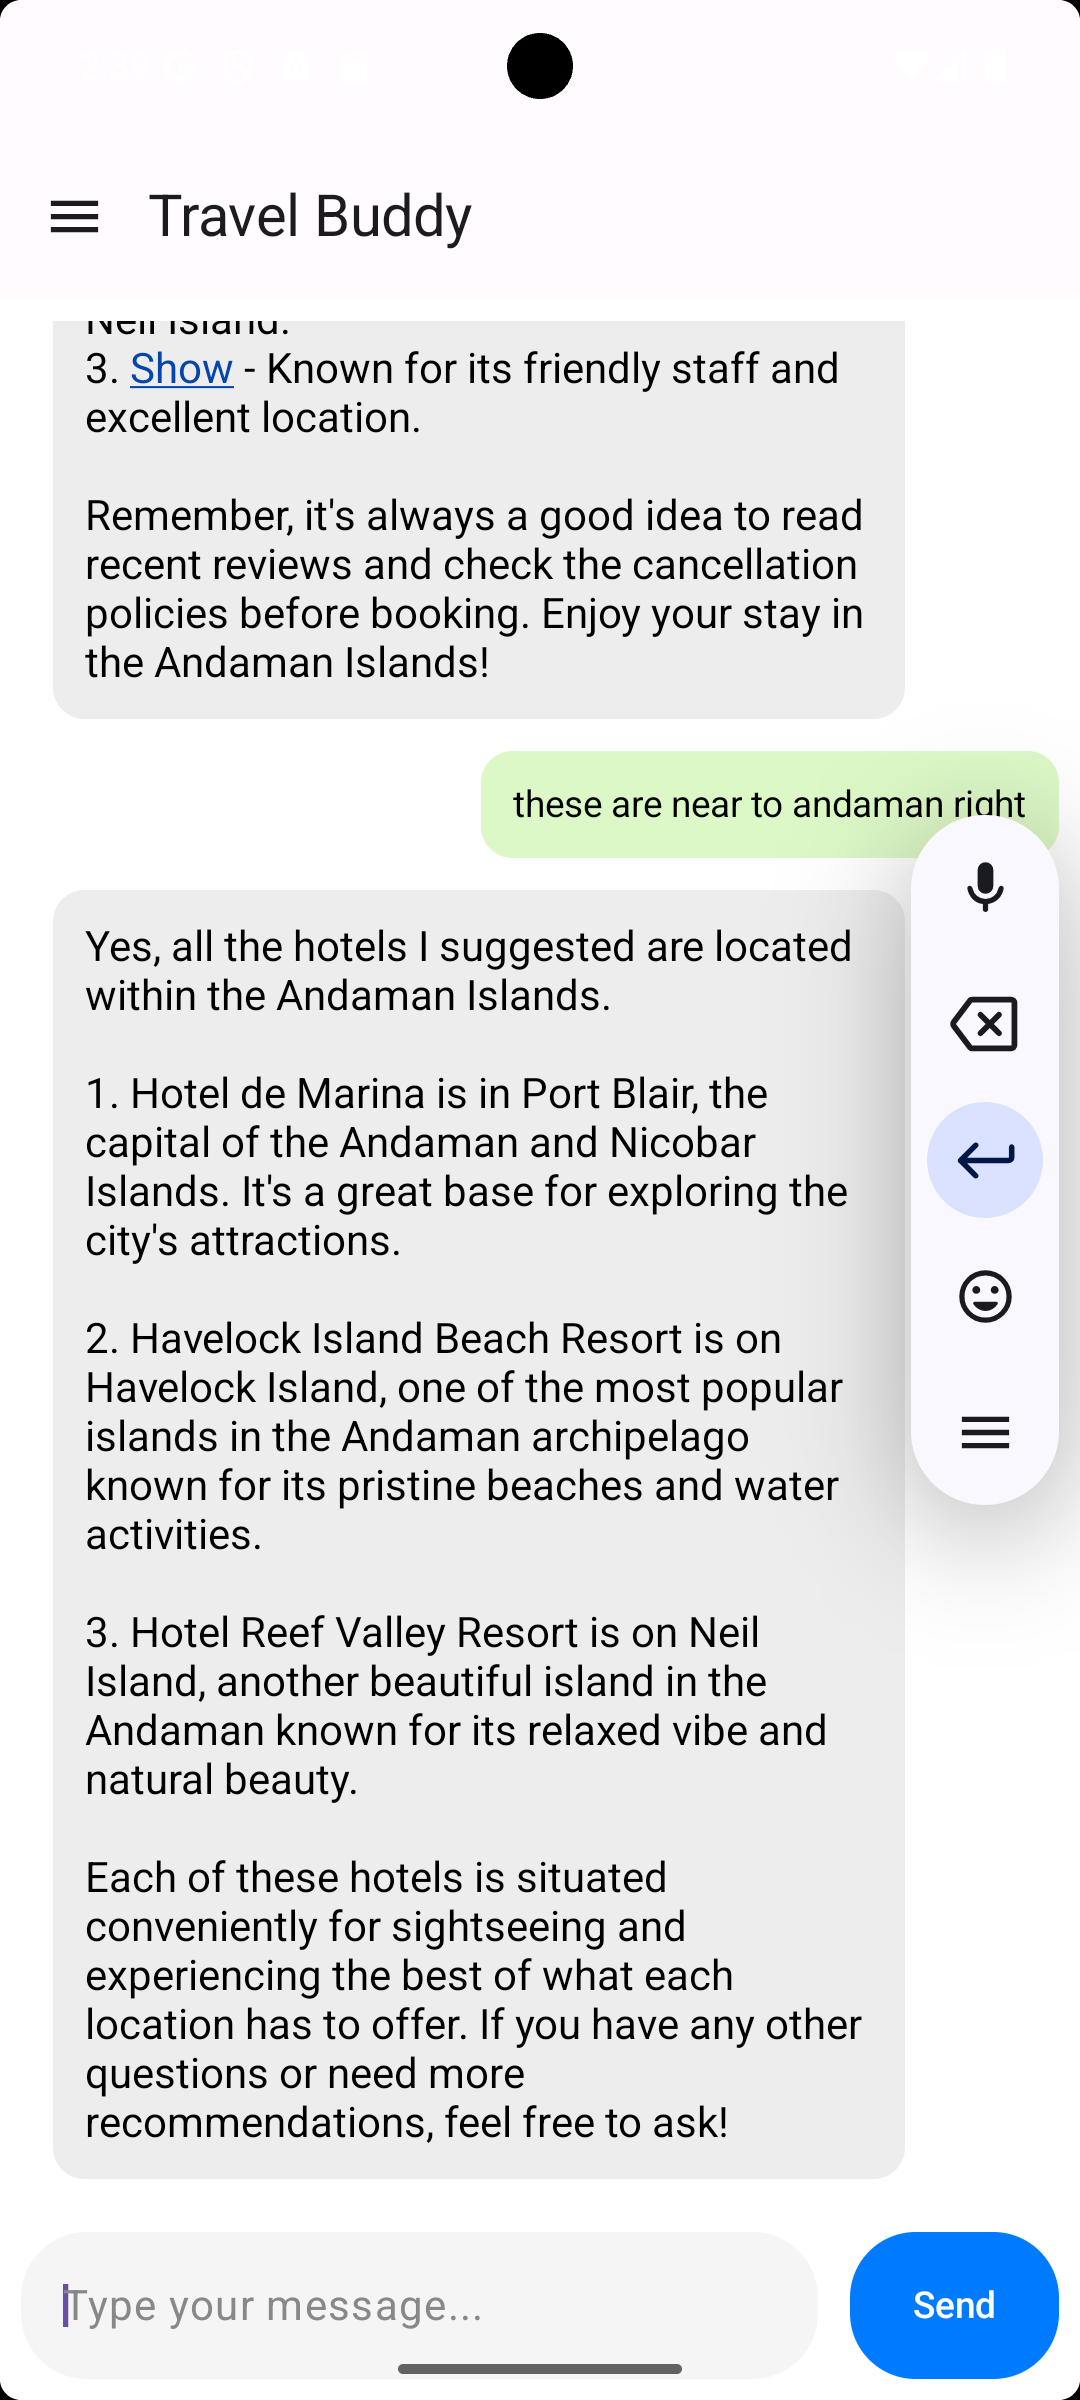 Travel Buddy
Neil Island.
3. Show - Known for its friendly staff and
excellent location.
Remember, it's always a good idea to read
recent reviews and check the cancellation
policies before booking. Enjoy your stay in
the Andaman Islands!
these are near to andaman right
Yes, all the hotels I suggested are located
within the Andaman Islands.
1. Hotel de Marina is in Port Blair, the
capital of the Andaman and Nicobar
Islands. It's a great base for exploring the
city's attractions.
2. Havelock Island Beach Resort is on
Havelock Island, one of the most popular
islands in the Andaman archipelago
known for its pristine beaches and water
activities.
3. Hotel Reef Valley Resort is on Neil
Island, another beautiful island in the
Andaman known for its relaxed vibe and
natural beauty.
Each of these hotels is situated
conveniently for sightseeing and
experiencing the best of what each
location has to offer. If you have any other
questions or need more
recommendations, feel free to ask!
Type your message...
Send